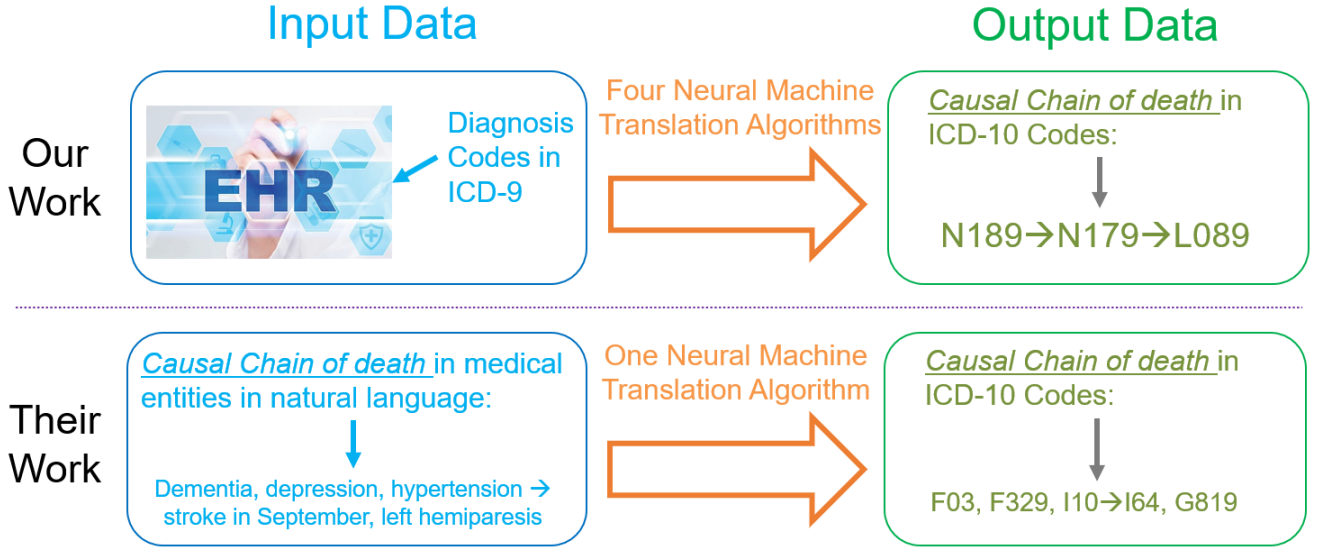 Input Data
Output Data
Our
Work
EHR
Diagnosis
Codes in
ICD-9
Four Neural Machine
Translation Algorithms
Causal Chain of death in
ICD-10 Codes:
N189→N179→L089
Their
Work
Causal Chain of death in medical
entities in natural language:
Dementia, depression, hypertension →
stroke in September, left hemiparesis
One Neural Machine
Translation Algorithm
Causal Chain of death in
ICD-10 Codes:
F03, F329, I10→I64, G819